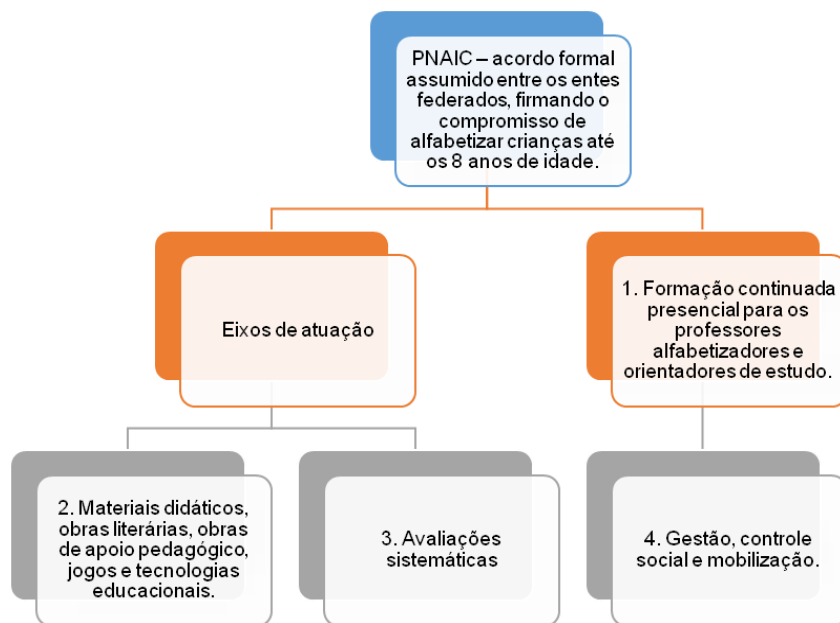 PNAIC – acordo formal
assumido entre os entes
federados, firmando o
compromisso de
alfabetizar crianças até
os 8 anos de idade.
Eixos de atuação
1. Formação continuada
presencial para os
professores
alfabetizadores e
orientadores de estudo.
2. Materiais didáticos,
obras literárias, obras
de apoio pedagógico,
jogos e tecnologias
educacionais.
3. Avaliações
sistemáticas
4. Gestão, controle
social e mobilização.